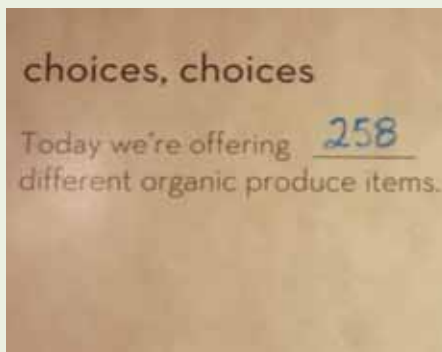 choices, choices
Today we're offering 258
different organic produce items.